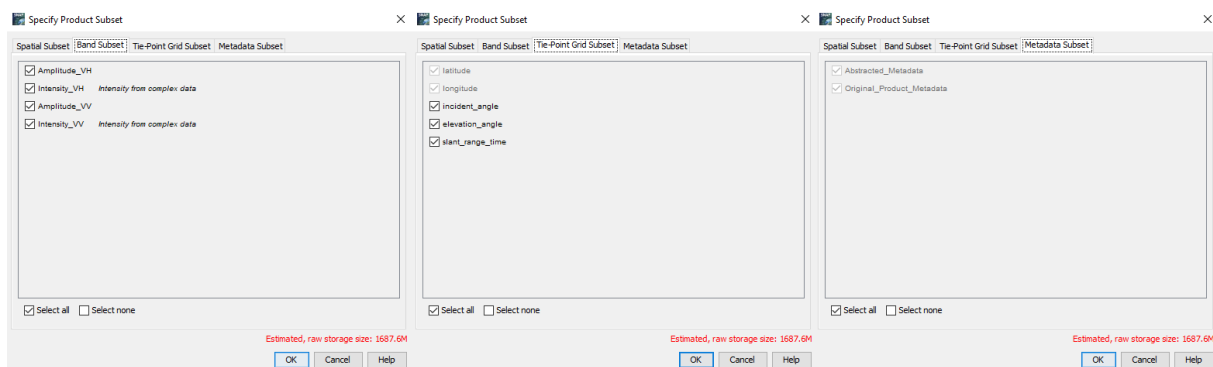 Specify Product Subset
Spatial Subset Band Subset Tie-Point Grid Subset Metadata Subset
Amplitude_VH
Intensity_VH Intensity from complex data
Amplitude_VV
Intensity_VV Intensity from complex data
Select all Select none
Estimated, raw storage size: 1687.6M
OK Cancel Help
Specify Product Subset
Spatial Subset Band Subset Tie-Point Grid Subset Metadata Subset
latitude
longitude
incident_angle
elevation_angle
slant_range_time
Select all Select none
Estimated, raw storage size: 1687.6M
OK Cancel Help
Specify Product Subset
Spatial Subset Band Subset Tie-Point Grid Subset Metadata Subset
Abstracted_Metadata
Original_Product_Metadata
Select all Select none
Estimated, raw storage size: 1687.6M
OK Cancel Help